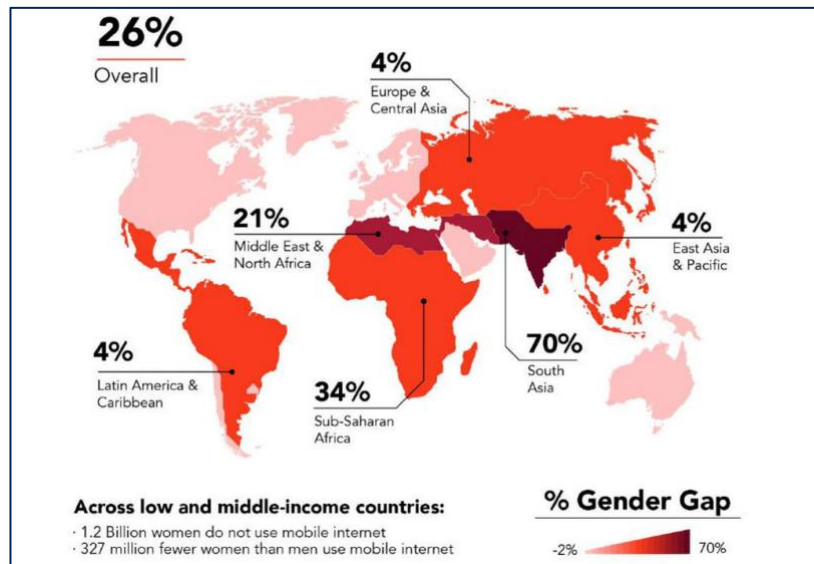 26%
Overall
4%
Europe &
Central Asia
21%
Middle East &
North Africa
4%
East Asia
& Pacific
4%
Latin America &
Caribbean
34%
Sub-Saharan
Africa
70%
South
Asia
Across low and middle-income countries:
· 1.2 Billion women do not use mobile internet
· 327 million fewer women than men use mobile internet
% Gender Gap
-2% 70%